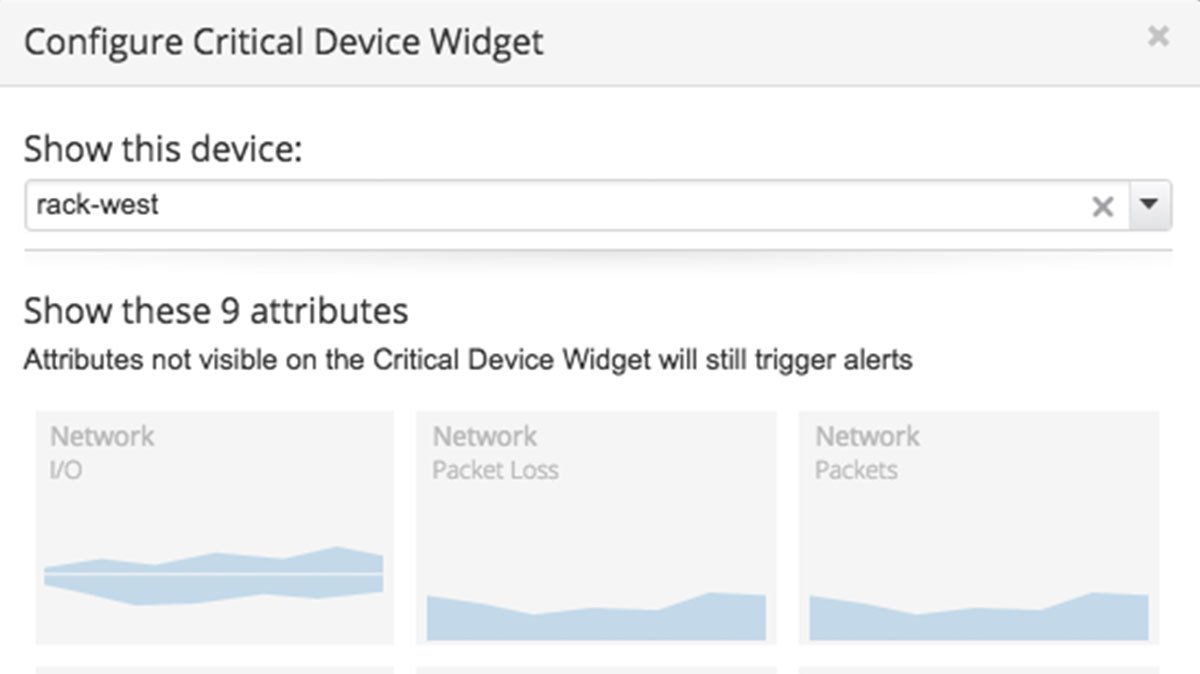 Configure Critical Device Widget
Show this device:
rack-west
Show these 9 attributes
Attributes not visible on the Critical Device Widget will still trigger alerts
Network
I/O
Network
Packet Loss
Network
Packets